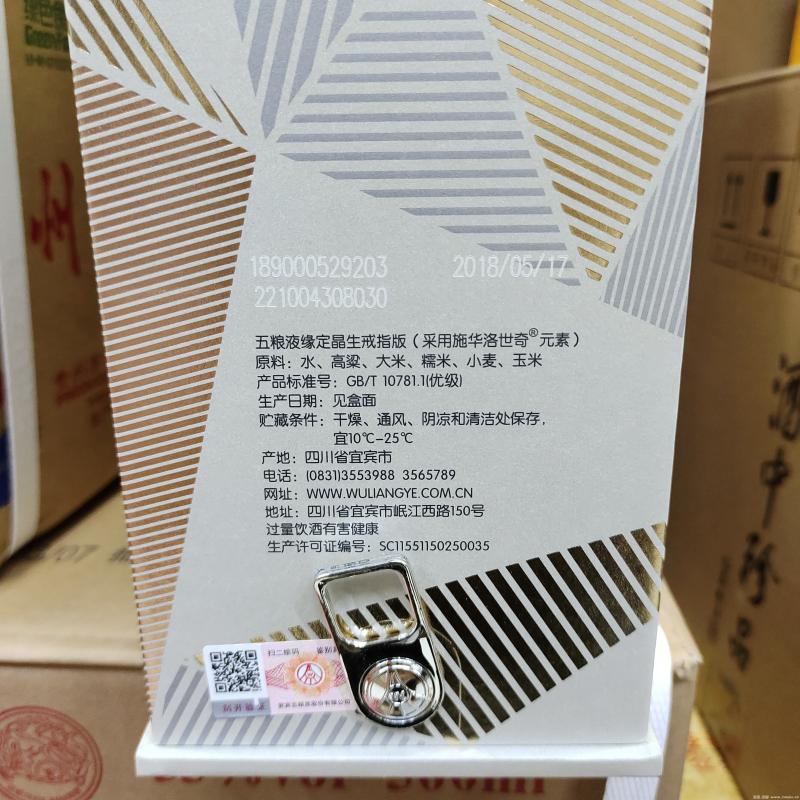 189000529203 2018/05/17
221004308030
五粮液缘定晶生戒指版（采用施华洛世奇®元素）
原料：水、高粱、大米、糯米、小麦、玉米
产品标准号：GB/T 10781.1(优级)
生产日期：见盒面
贮藏条件：干燥、通风、阴凉和清洁处保存，
宜10℃-25℃
产地：四川省宜宾市
电话：(0831)3553988 3565789
网址：WWW.WULIANGYE.COM.CN
地址：四川省宜宾市岷江西路150号
过量饮酒有害健康
生产许可证编号：SC11551150250035
扫二维码
州
酒中珍品